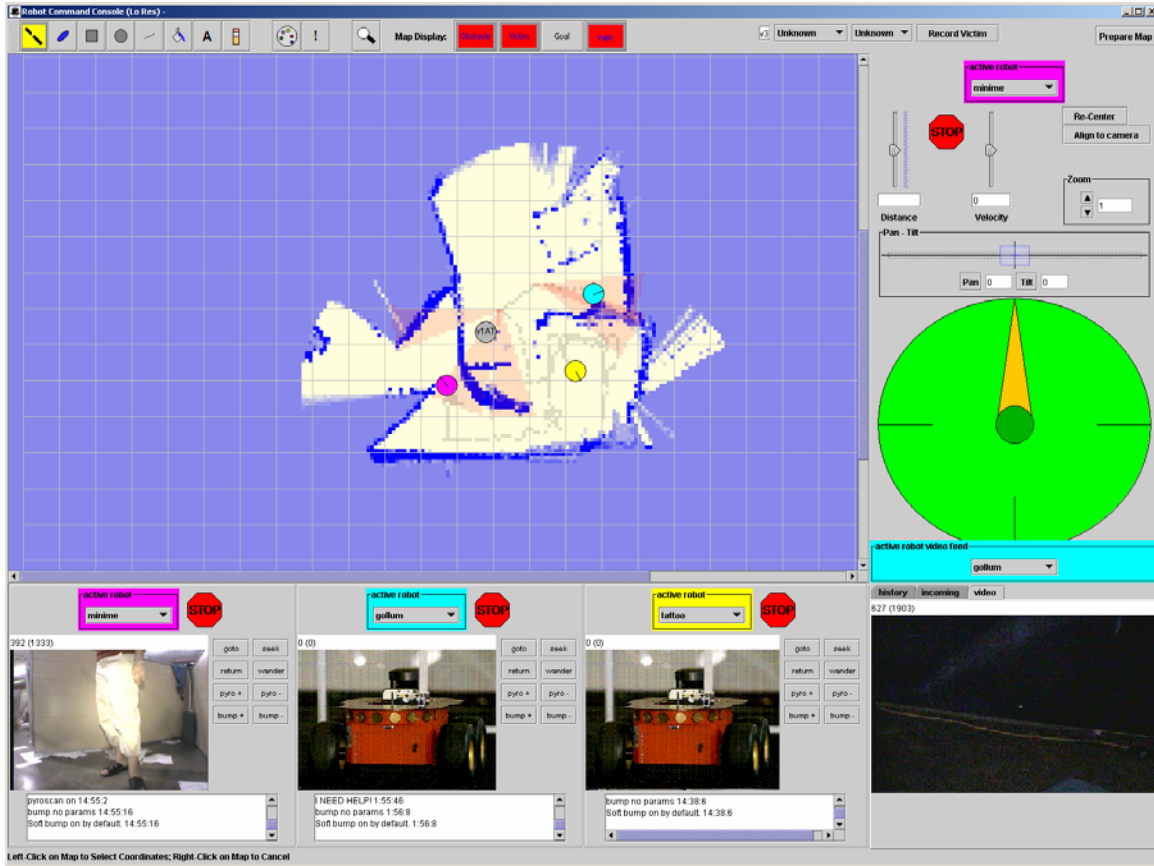 Robot Command Console (Lo Res) -
A ! Map Display: Obstacle Victim Goal Path v3 Unknown Unknown Record Victim Prepare Map
active robot
minime
STOP
Re-Center
Align to camera
Zoom
1
0
Distance Velocity
Pan - Tilt
Pan 0 Tilt 0
v1AT
active robot video feed
gollum
history incoming video
627 (1903)
active robot
minime
STOP
392 (1333)
goto seek
return wander
pyro + pyro -
bump + bump -
pyroscan on 14:55:2
bump no params 14:55:16
Soft bump on by default. 14:55:16
active robot
gollum
STOP
0 (0)
goto seek
return wander
pyro + pyro -
bump + bump -
I NEED HELP! 1:55:46
bump no params 1:56:8
Soft bump on by default. 1:56:8
active robot
tattoo
STOP
0 (0)
goto seek
return wander
pyro + pyro -
bump + bump -
bump no params 14:38:6
Soft bump on by default. 14:38:6
Left-Click on Map to Select Coordinates; Right-Click on Map to Cancel